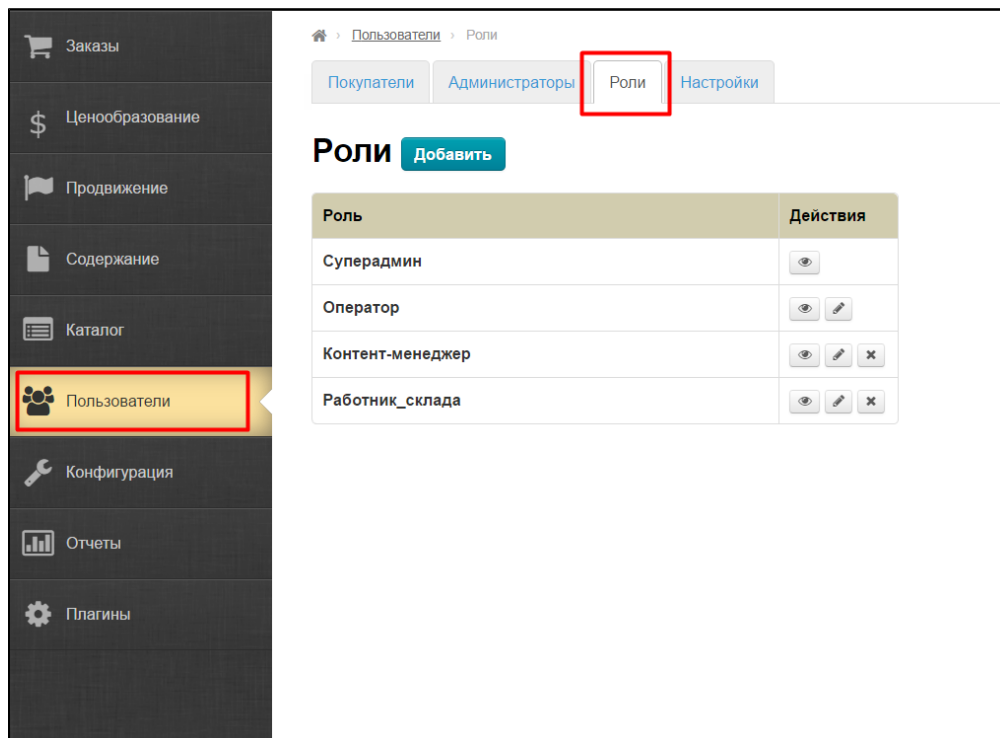 Заказы
Ценообразование
Продвижение
Содержание
Каталог
Пользователи
Конфигурация
Отчеты
Плагины
Пользователи › Роли
Покупатели Администраторы Роли Настройки
Роли Добавить
Роль Действия
Суперадмин
Оператор
Контент-менеджер
Работник_склада